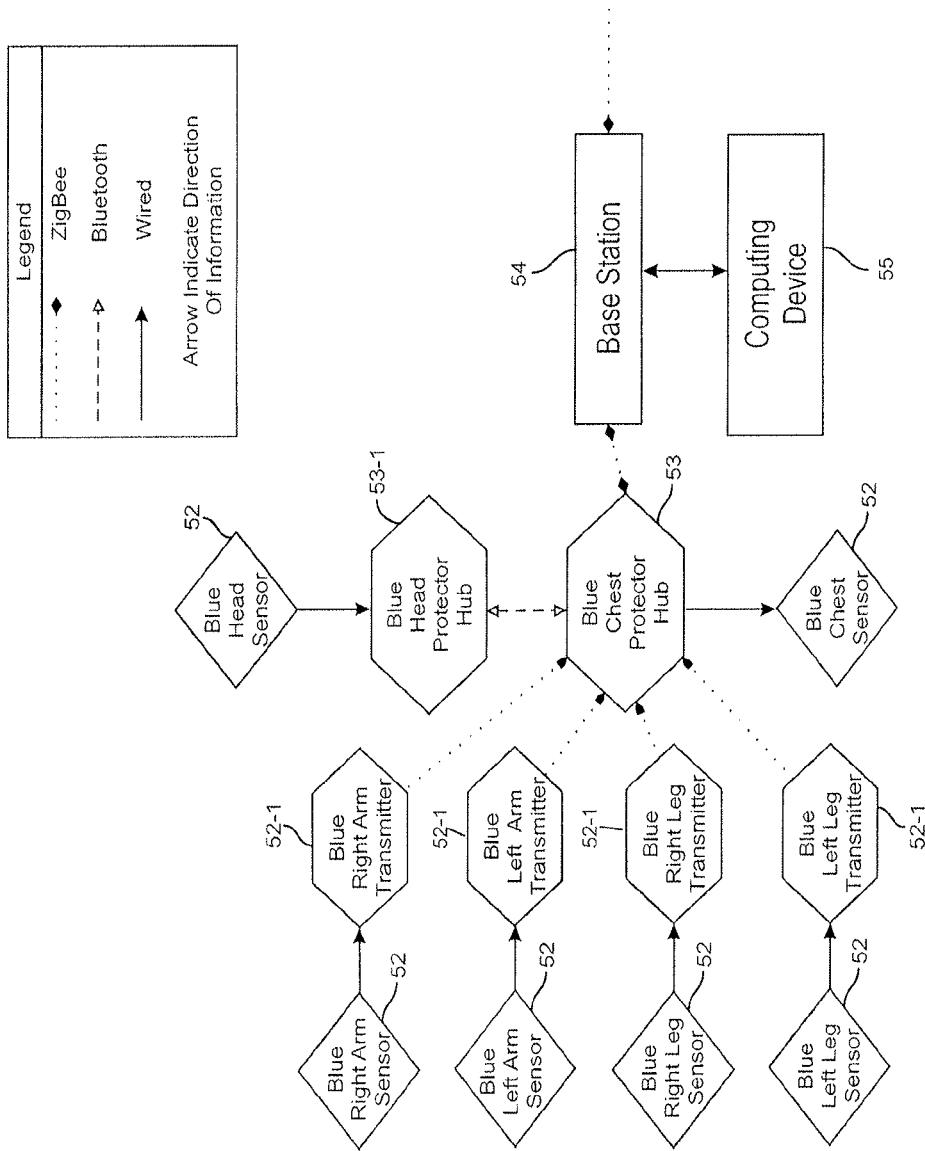 Legend
ZigBee
Bluetooth
Wired
Arrow Indicate Direction
Of Information
52
Blue
Head
Sensor
53-1
Blue
Head
Protector
Hub
53
Blue
Chest
Protector
Hub
52
Blue
Chest
Sensor
54
Base Station
55
Computing
Device
52-1
Blue
Right Arm
Transmitter
52
Blue
Right Arm
Sensor
52-1
Blue
Left Arm
Transmitter
52
Blue
Left Arm
Sensor
52-1
Blue
Right Leg
Transmitter
52
Blue
Right Leg
Sensor
52-1
Blue
Left Leg
Transmitter
52
Blue
Left Leg
Sensor